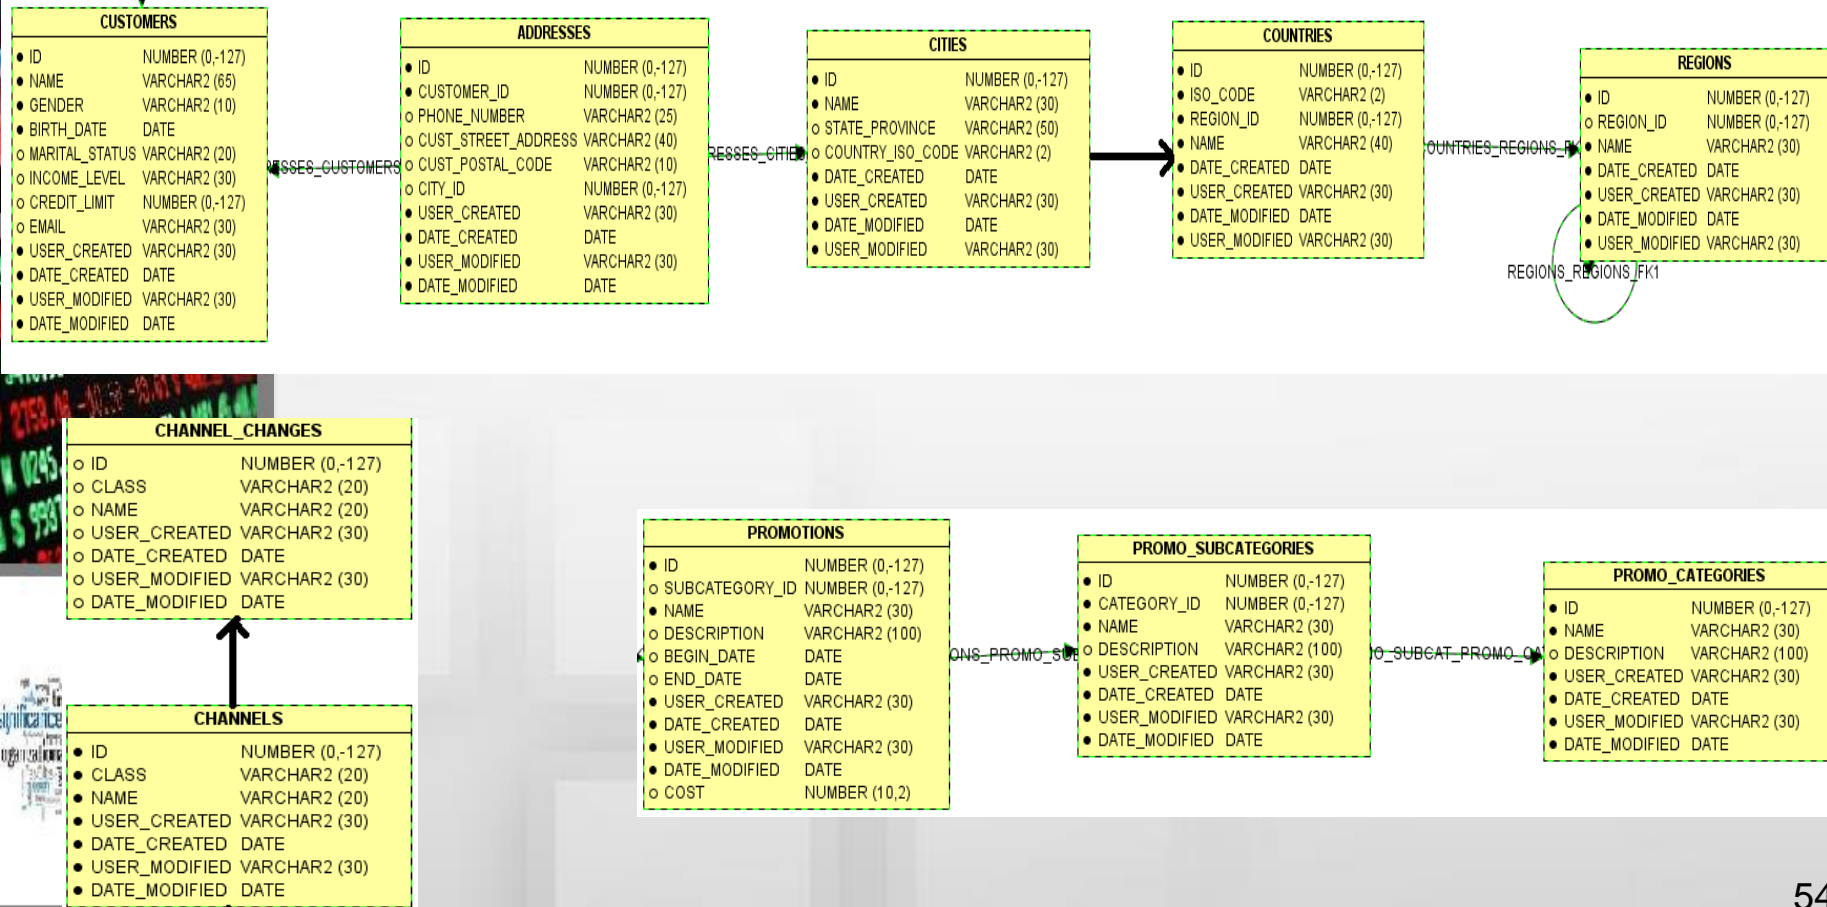 CUSTOMERS
ID NUMBER (0,-127)
NAME VARCHAR2 (65)
GENDER VARCHAR2 (10)
BIRTH_DATE DATE
MARITAL_STATUS VARCHAR2 (20)
INCOME_LEVEL VARCHAR2 (30)
CREDIT_LIMIT NUMBER (0,-127)
EMAIL VARCHAR2 (30)
USER_CREATED VARCHAR2 (30)
DATE_CREATED DATE
USER_MODIFIED VARCHAR2 (30)
DATE_MODIFIED DATE
ESSES_CUSTOMERS
ADDRESSES
ID NUMBER (0,-127)
CUSTOMER_ID NUMBER (0,-127)
PHONE_NUMBER VARCHAR2 (25)
CUST_STREET_ADDRESS VARCHAR2 (40)
CUST_POSTAL_CODE VARCHAR2 (10)
CITY_ID NUMBER (0,-127)
USER_CREATED VARCHAR2 (30)
DATE_CREATED DATE
USER_MODIFIED VARCHAR2 (30)
DATE_MODIFIED DATE
RESSES_CITIE
CITIES
ID NUMBER (0,-127)
NAME VARCHAR2 (30)
STATE_PROVINCE VARCHAR2 (50)
COUNTRY_ISO_CODE VARCHAR2 (2)
DATE_CREATED DATE
USER_CREATED VARCHAR2 (30)
DATE_MODIFIED DATE
USER_MODIFIED VARCHAR2 (30)
COUNTRIES
ID NUMBER (0,-127)
ISO_CODE VARCHAR2 (2)
REGION_ID NUMBER (0,-127)
NAME VARCHAR2 (40)
DATE_CREATED DATE
USER_CREATED VARCHAR2 (30)
DATE_MODIFIED DATE
USER_MODIFIED VARCHAR2 (30)
OUNTRIES_REGIONS_FK
REGIONS
ID NUMBER (0,-127)
REGION_ID NUMBER (0,-127)
NAME VARCHAR2 (30)
DATE_CREATED DATE
USER_CREATED VARCHAR2 (30)
DATE_MODIFIED DATE
USER_MODIFIED VARCHAR2 (30)
REGIONS_REGIONS_FK1
CHANNEL_CHANGES
ID NUMBER (0,-127)
CLASS VARCHAR2 (20)
NAME VARCHAR2 (20)
USER_CREATED VARCHAR2 (30)
DATE_CREATED DATE
USER_MODIFIED VARCHAR2 (30)
DATE_MODIFIED DATE
CHANNELS
ID NUMBER (0,-127)
CLASS VARCHAR2 (20)
NAME VARCHAR2 (20)
USER_CREATED VARCHAR2 (30)
DATE_CREATED DATE
USER_MODIFIED VARCHAR2 (30)
DATE_MODIFIED DATE
PROMOTIONS
ID NUMBER (0,-127)
SUBCATEGORY_ID NUMBER (0,-127)
NAME VARCHAR2 (30)
DESCRIPTION VARCHAR2 (100)
BEGIN_DATE DATE
END_DATE DATE
USER_CREATED VARCHAR2 (30)
DATE_CREATED DATE
USER_MODIFIED VARCHAR2 (30)
DATE_MODIFIED DATE
COST NUMBER (10,2)
ONS_PROMO_SUB
PROMO_SUBCATEGORIES
ID NUMBER (0,-127)
CATEGORY_ID NUMBER (0,-127)
NAME VARCHAR2 (30)
DESCRIPTION VARCHAR2 (100)
USER_CREATED VARCHAR2 (30)
DATE_CREATED DATE
USER_MODIFIED VARCHAR2 (30)
DATE_MODIFIED DATE
O_SUBCAT_PROMO_CA
PROMO_CATEGORIES
ID NUMBER (0,-127)
NAME VARCHAR2 (30)
DESCRIPTION VARCHAR2 (100)
USER_CREATED VARCHAR2 (30)
DATE_CREATED DATE
USER_MODIFIED VARCHAR2 (30)
DATE_MODIFIED DATE
54